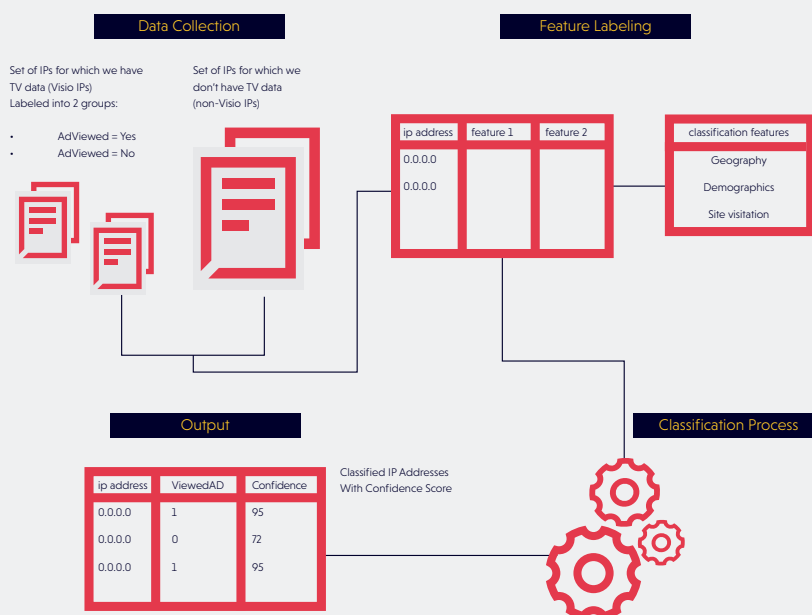 Data Collection
Set of IPs for which we have
TV data (Visio IPs)
Labeled into 2 groups:
• AdViewed = Yes
• AdViewed = No
Set of IPs for which we
don't have TV data
(non-Visio IPs)
Feature Labeling
ip address feature 1 feature 2
0.0.0.0
0.0.0.0
classification features
Geography
Demographics
Site visitation
Output
ip address ViewedAD Confidence
0.0.0.0 1 95
0.0.0.0 0 72
0.0.0.0 1 95
Classified IP Addresses
With Confidence Score
Classification Process